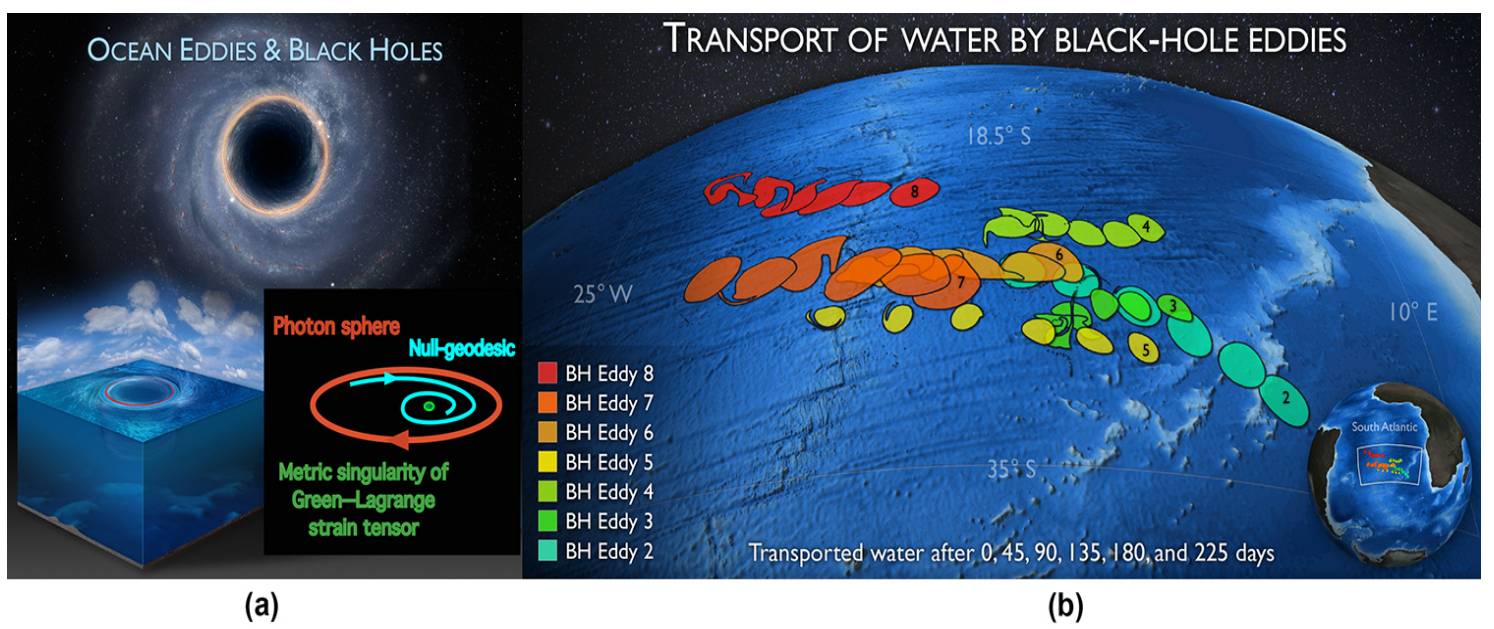 OCEAN EDDIES & BLACK HOLES
Photon sphere
Null-geodesic
Metric singularity of
Green–Lagrange
strain tensor
(a)
TRANSPORT OF WATER BY BLACK-HOLE EDDIES
18.5° S
8
4
6
7
25° W
3
10° E
5
2
BH Eddy 8
BH Eddy 7
BH Eddy 6
BH Eddy 5
BH Eddy 4
BH Eddy 3
BH Eddy 2
South Atlantic
35° S
Transported water after 0, 45, 90, 135, 180, and 225 days
(b)